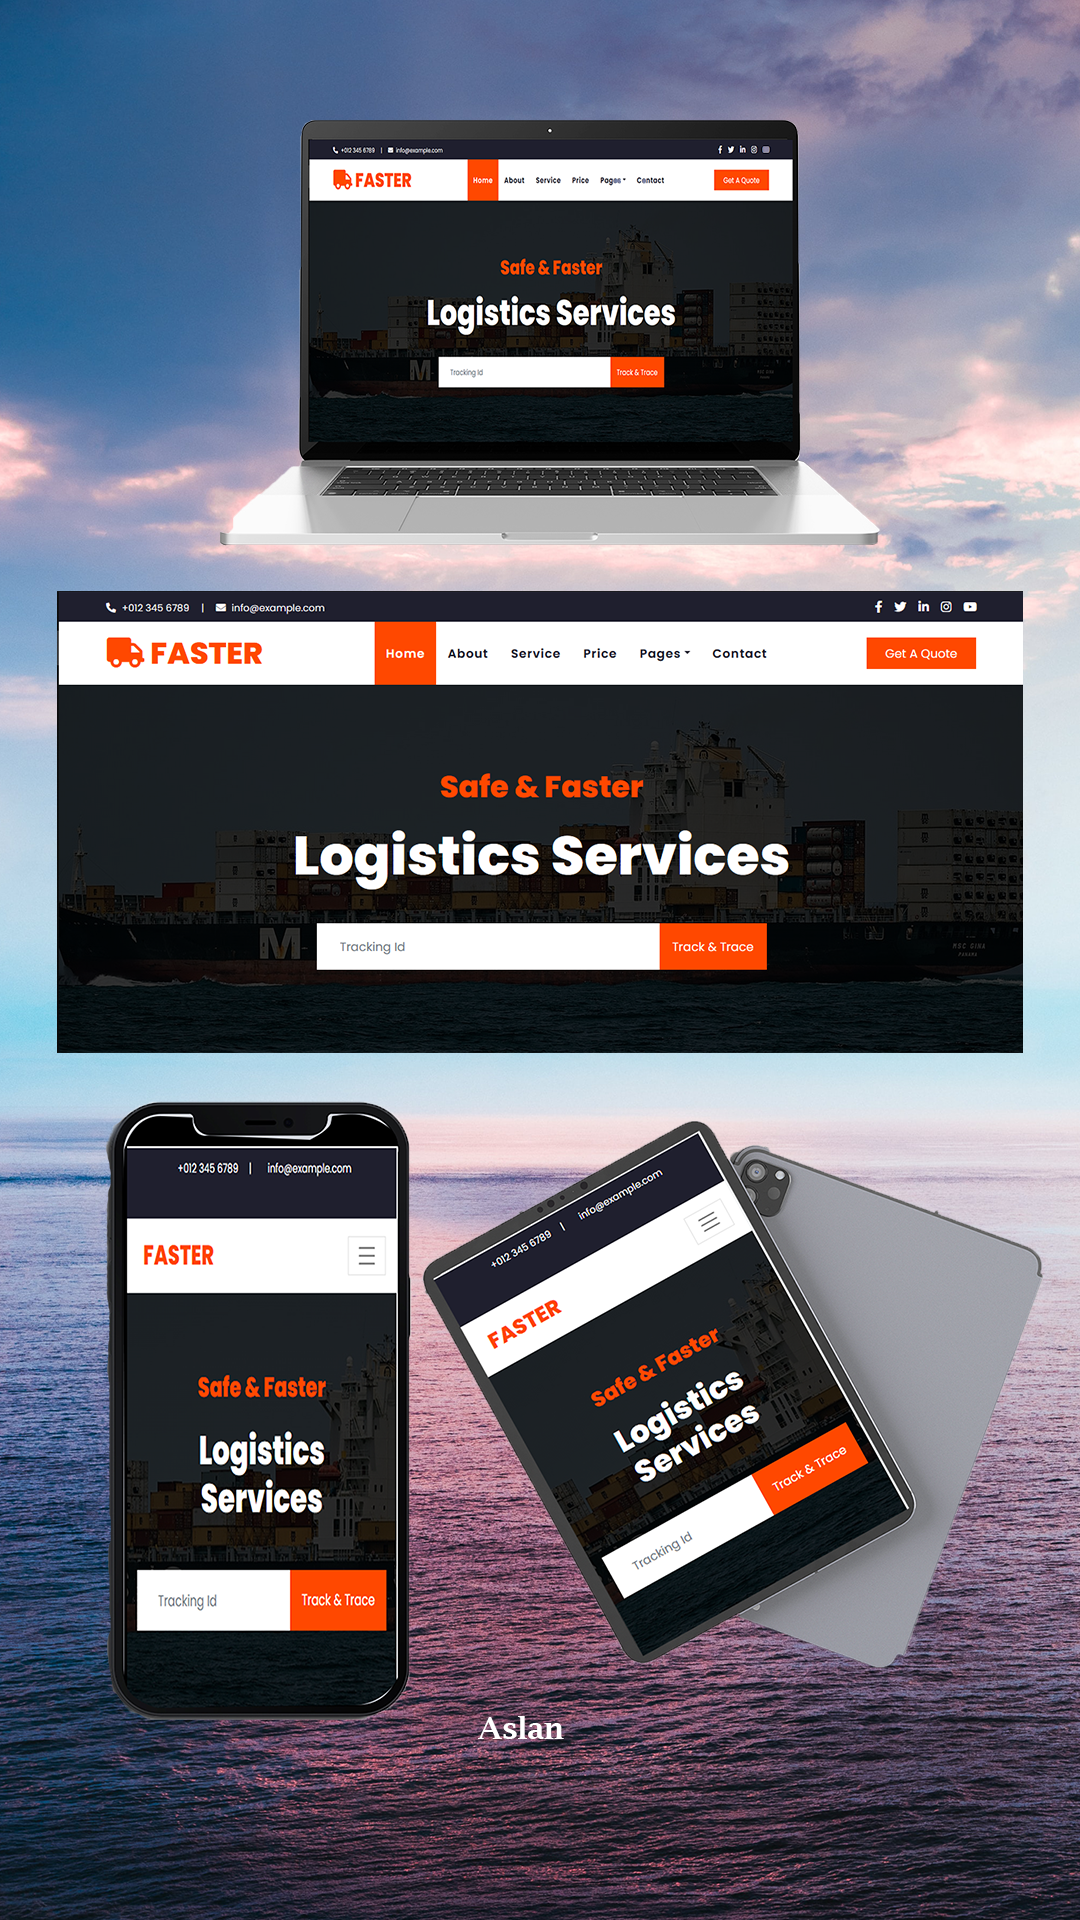 +012 345 6789 | info@example.com
FASTER Home About Service Price Pages Contact Get A Quote
Safe & Faster
Logistics Services
M
Tracking Id Track & Trace
+012 345 6789 | info@example.com
FASTER Home About Service Price Pages Contact Get A Quote
Safe & Faster
Logistics Services
M
MSC GINA
PANAMA
Tracking Id Track & Trace
+012 345 6789 | info@example.com
FASTER
Safe & Faster
Logistics
Services
Tracking Id Track & Trace
+012 345 6789 | info@example.com
FASTER
Safe & Faster
Logistics
Services
Tracking Id Track & Trace
Aslan